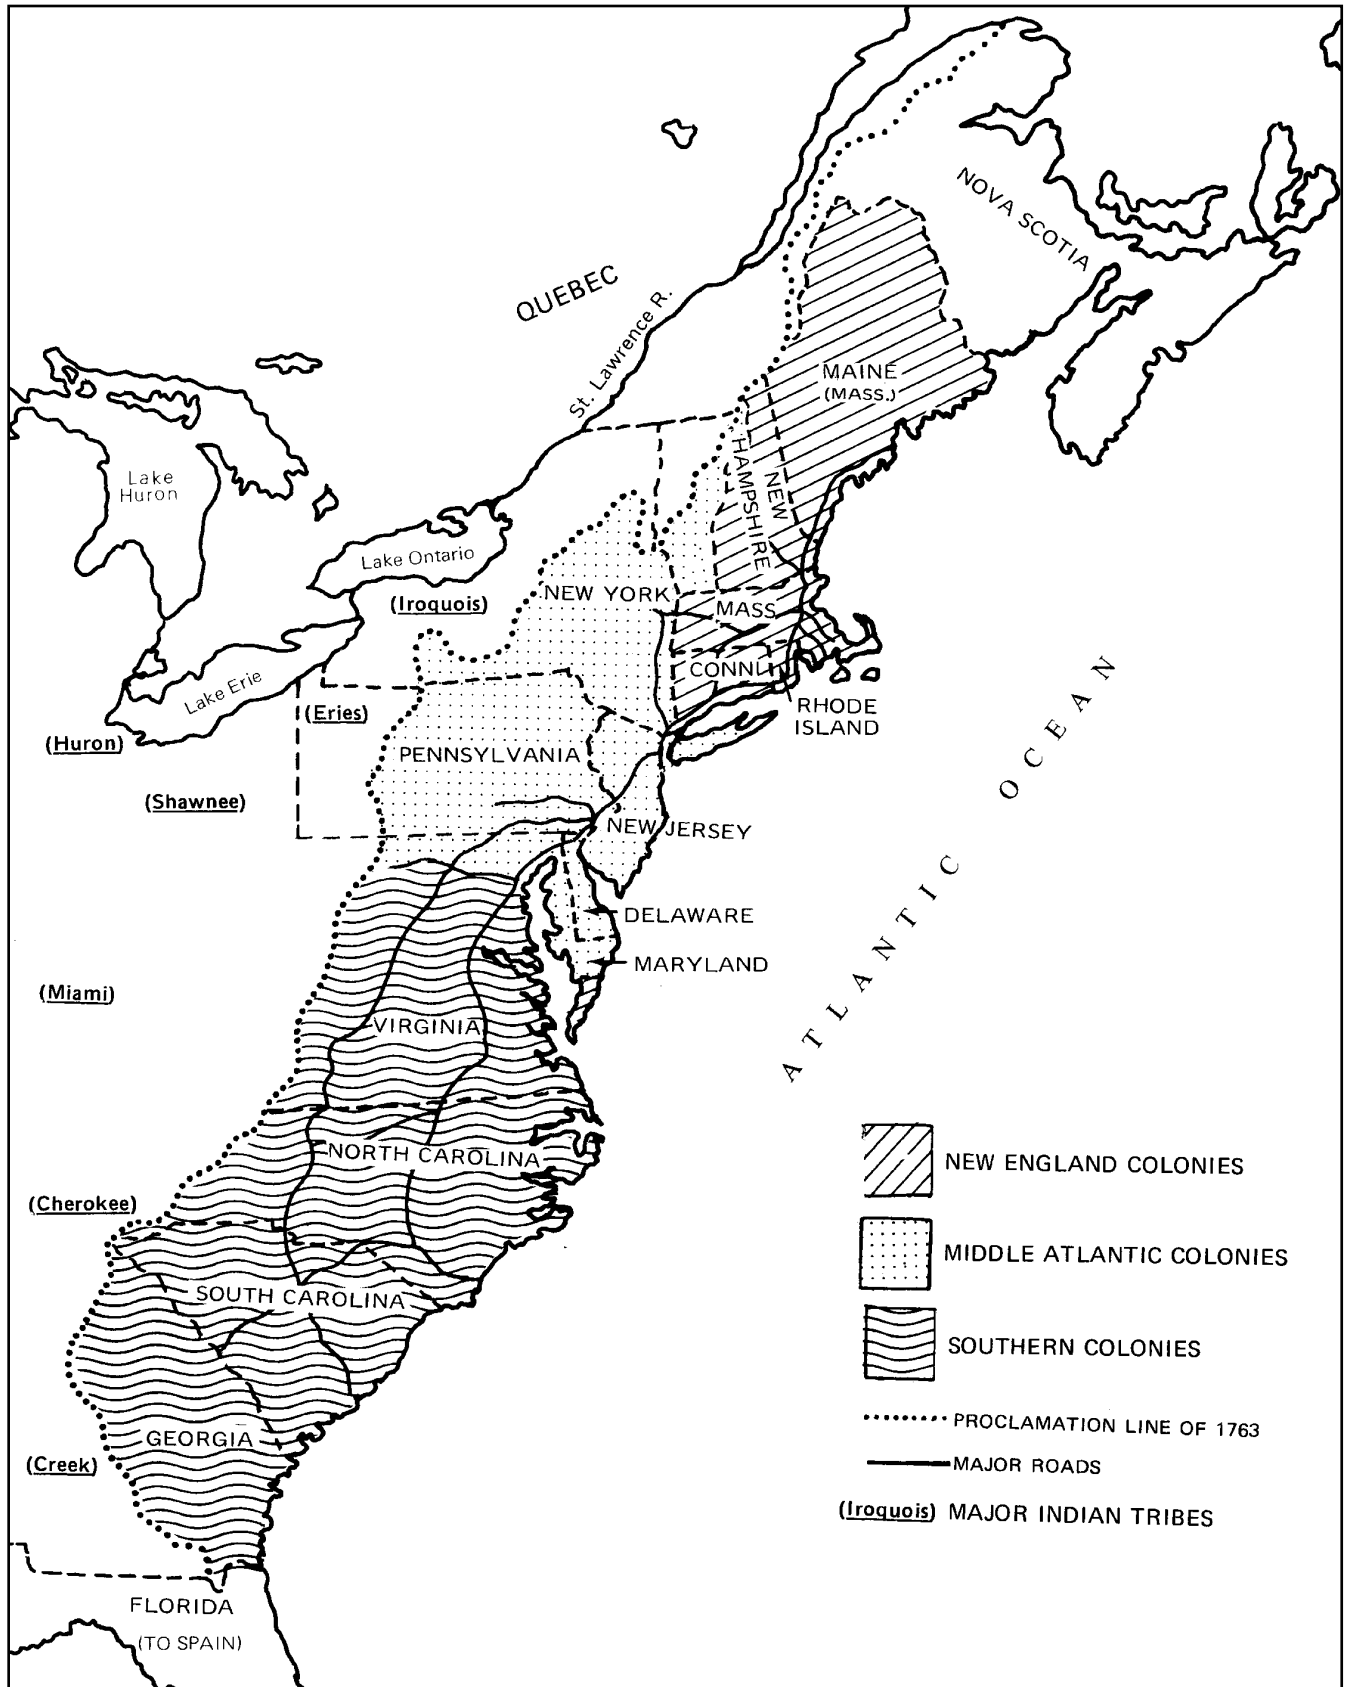 NOVA SCOTIA
QUEBEC
St. Lawrence R.
MAINE
(MASS.)
Lake
Huron
NEW
HAMPSHIRE
Lake Ontario
(Iroquois)
NEW YORK
MASS
CONN.
Lake Erie
(Eries)
RHODE
ISLAND
(Huron)
PENNSYLVANIA
(Shawnee)
NEW JERSEY
DELAWARE
MARYLAND
ATLANTIC OCEAN
(Miami)
VIRGINIA
NORTH CAROLINA
(Cherokee)
SOUTH CAROLINA
GEORGIA
(Creek)
FLORIDA
(TO SPAIN)
NEW ENGLAND COLONIES
MIDDLE ATLANTIC COLONIES
SOUTHERN COLONIES
PROCLAMATION LINE OF 1763
MAJOR ROADS
(Iroquois) MAJOR INDIAN TRIBES